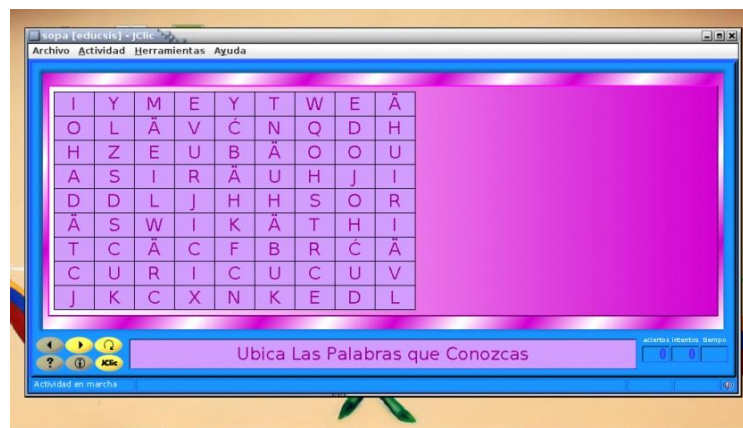 sopa [educsis] - JClic
Archivo Actividad Herramientas Ayuda
I Y M E Y T W E Ä
O L Ä V Ć N Q D H
H Z E U B Ä O O U
A S I R Ä U H J I
D D L J H H S O R
Ä S W I K Ä T H I
T C Ä C F B R Ć Ä
C U R I C U C U V
J K C X N K E D L
aciertos intentos tiempo
0 0
Ubica Las Palabras que Conozcas
? JClic
Actividad en marcha